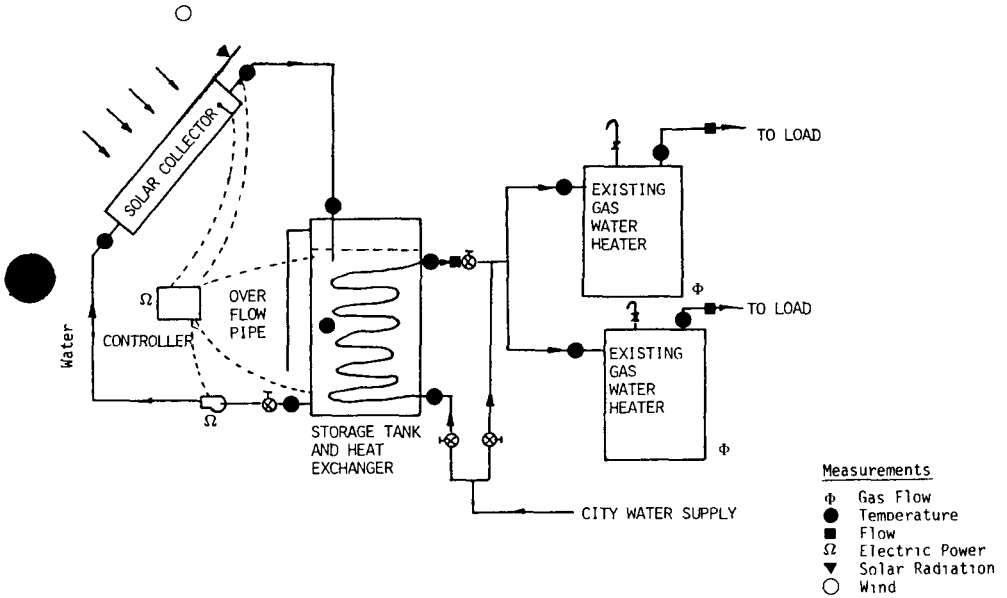 SOLAR COLLECTOR
TO LOAD
EXISTING
GAS
WATER
HEATER
Φ
TO LOAD
EXISTING
GAS
WATER
HEATER
Φ
Ω
CONTROLLER
OVER
FLOW
PIPE
Water
Ω
STORAGE TANK
AND HEAT
EXCHANGER
CITY WATER SUPPLY
Measurements
Φ Gas Flow
Temperature
Flow
Ω Electric Power
Solar Radiation
Wind